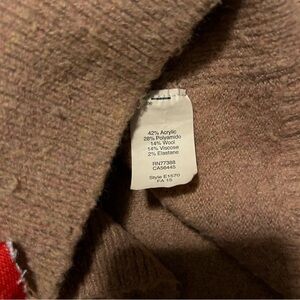 42% Acrylic
28% Polyamide
14% Wool
14% Viscose
2% Elastane
RN77388
CA56445
Style E1570
FA 15